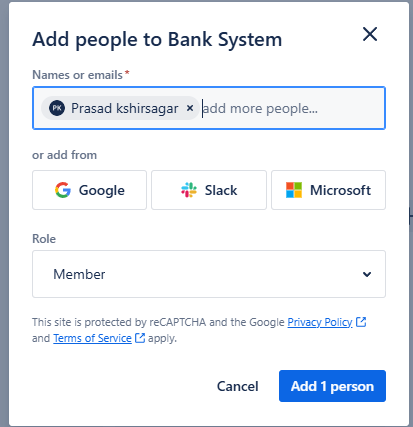 Add people to Bank System
Names or emails*
PK Prasad kshirsagar × add more people...
or add from
Google Slack Microsoft
Role
Member
This site is protected by reCAPTCHA and the Google Privacy Policy
and Terms of Service apply.
Cancel Add 1 person